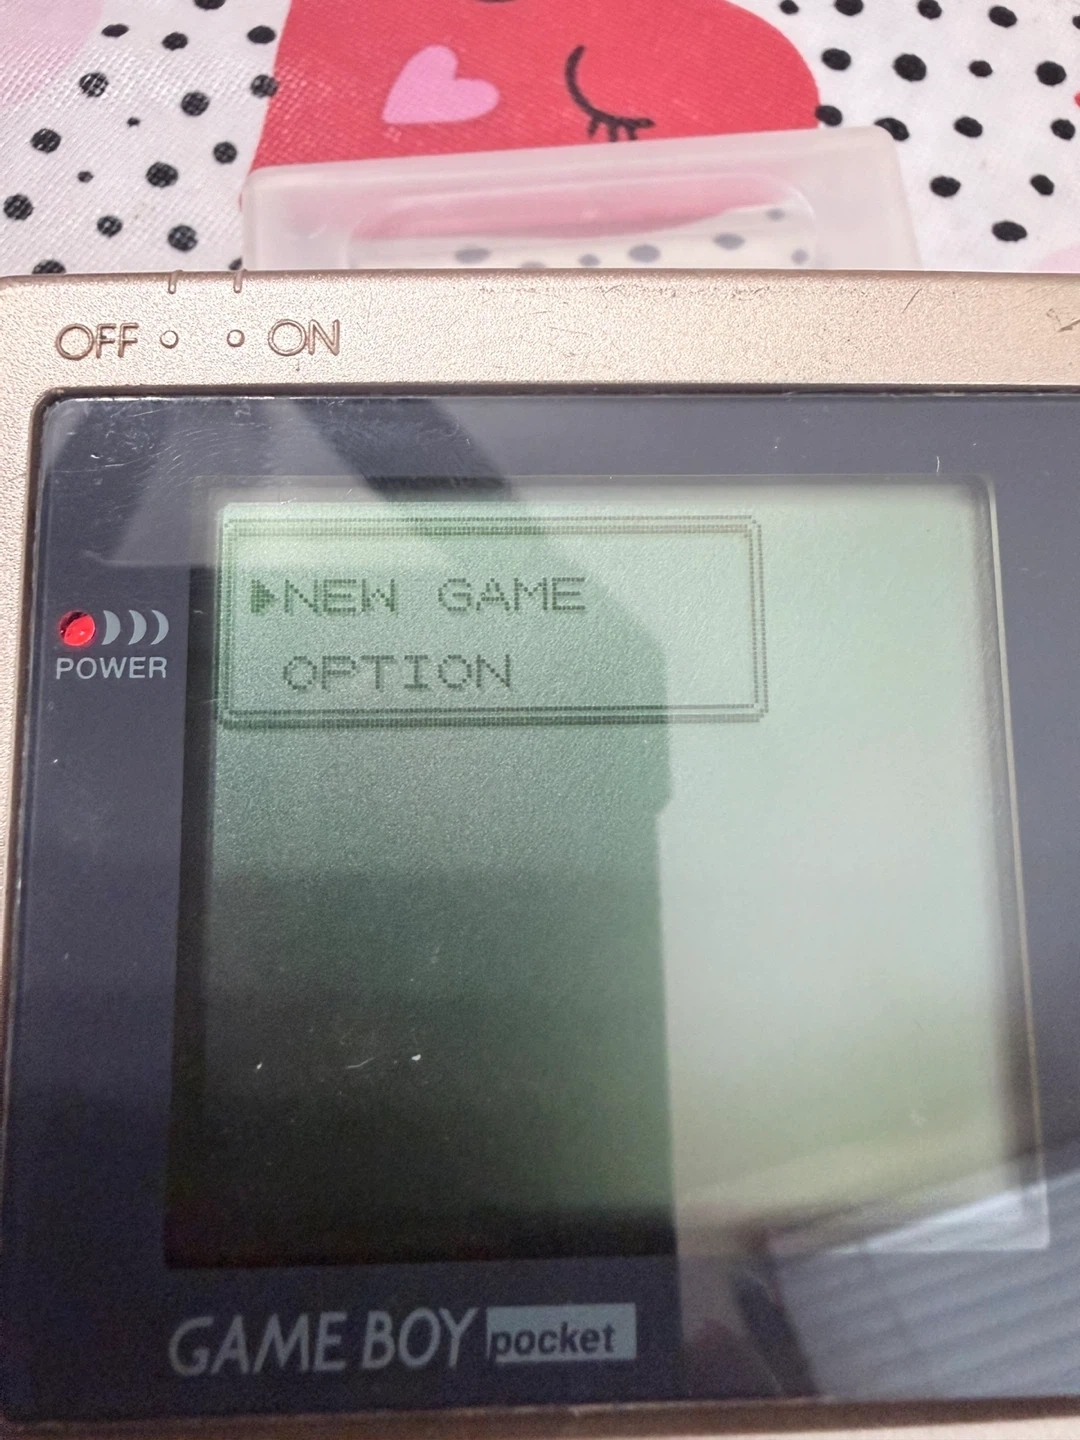 OFF ON
▶NEW GAME
OPTION
POWER
GAME BOY pocket